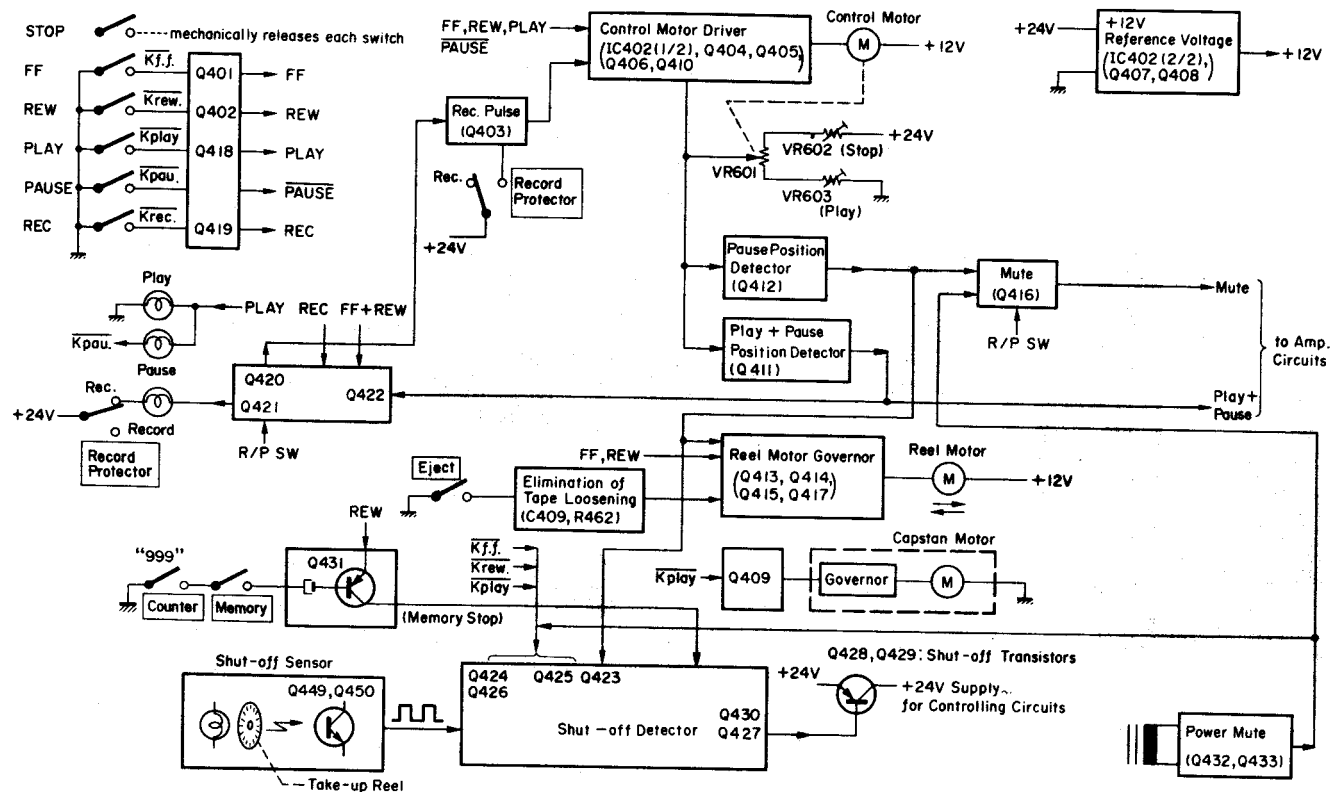 STOP
mechanically releases each switch
FF
Kf.f.
Q401
FF
REW
Krew.
Q402
REW
PLAY
Kplay
Q418
PLAY
PAUSE
Kpau.
PAUSE
REC
Krec.
Q419
REC
FF, REW, PLAY
PAUSE
Control Motor Driver
(IC402(1/2), Q404, Q405,
Q406, Q410)
Control Motor
M
+12V
+24V
+12V
Reference Voltage
(IC402(2/2),
Q407, Q408)
+12V
Rec. Pulse
(Q403)
Rec.
Record
Protector
+24V
+24V
VR602 (Stop)
VR601
VR603
(Play)
Play
PLAY
REC
FF+REW
Kpau.
Pause
Rec.
+24V
Record
Record
Protector
Q420
Q421
Q422
R/P SW
Pause Position
Detector
(Q412)
Play + Pause
Position Detector
(Q411)
Mute
(Q416)
R/P SW
Mute
to Amp.
Circuits
Play+
Pause
Eject
Elimination of
Tape Loosening
(C409, R462)
FF, REW
Reel Motor Governor
(Q413, Q414,
Q415, Q417)
Reel Motor
M
+12V
REW
"999"
Counter
Memory
Q431
(Memory Stop)
Kf.f.
Krew.
Kplay
Kplay
Q409
Capstan Motor
Governor
M
Shut-off Sensor
Q449, Q450
Take-up Reel
Q424
Q426
Q425
Q423
Shut-off Detector
Q430
Q427
Q428, Q429: Shut-off Transistors
+24V
+24V Supply
for Controlling Circuits
Power Mute
(Q432, Q433)